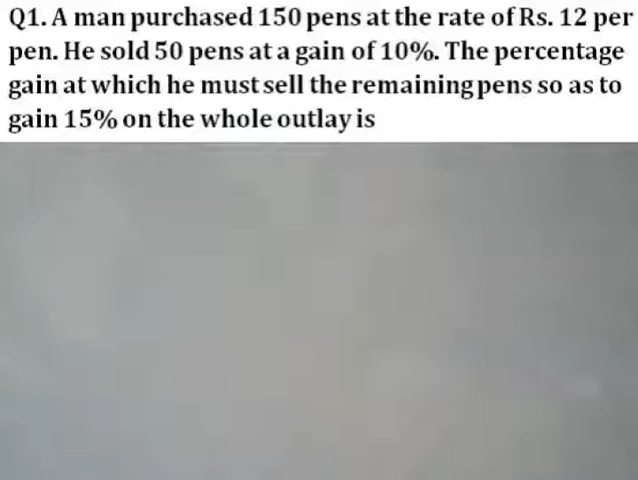 Q1. A man purchased 150 pens at the rate of Rs. 12 per
pen. He sold 50 pens at a gain of 10%. The percentage
gain at which he must sell the remaining pens so as to
gain 15% on the whole outlay is